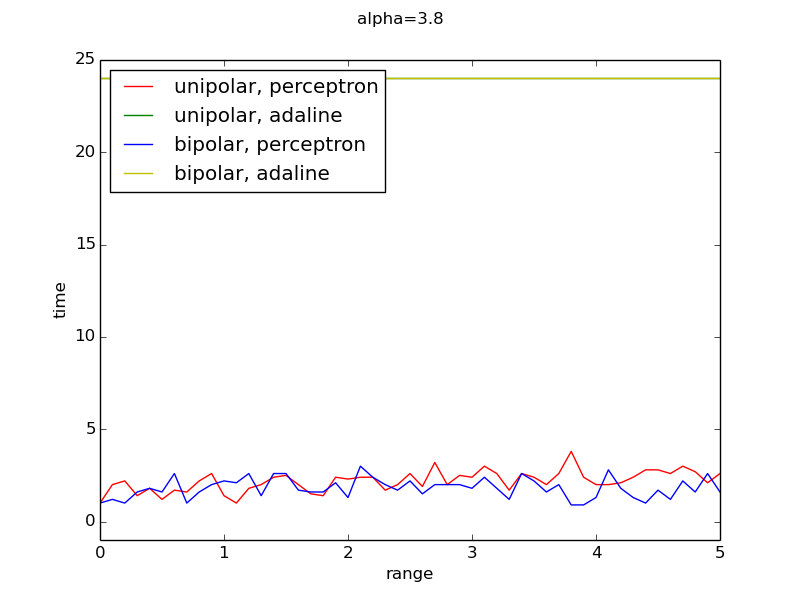 alpha=3.8
25
20
15
10
5
0
time
unipolar, perceptron
unipolar, adaline
bipolar, perceptron
bipolar, adaline
0 1 2 3 4 5
range